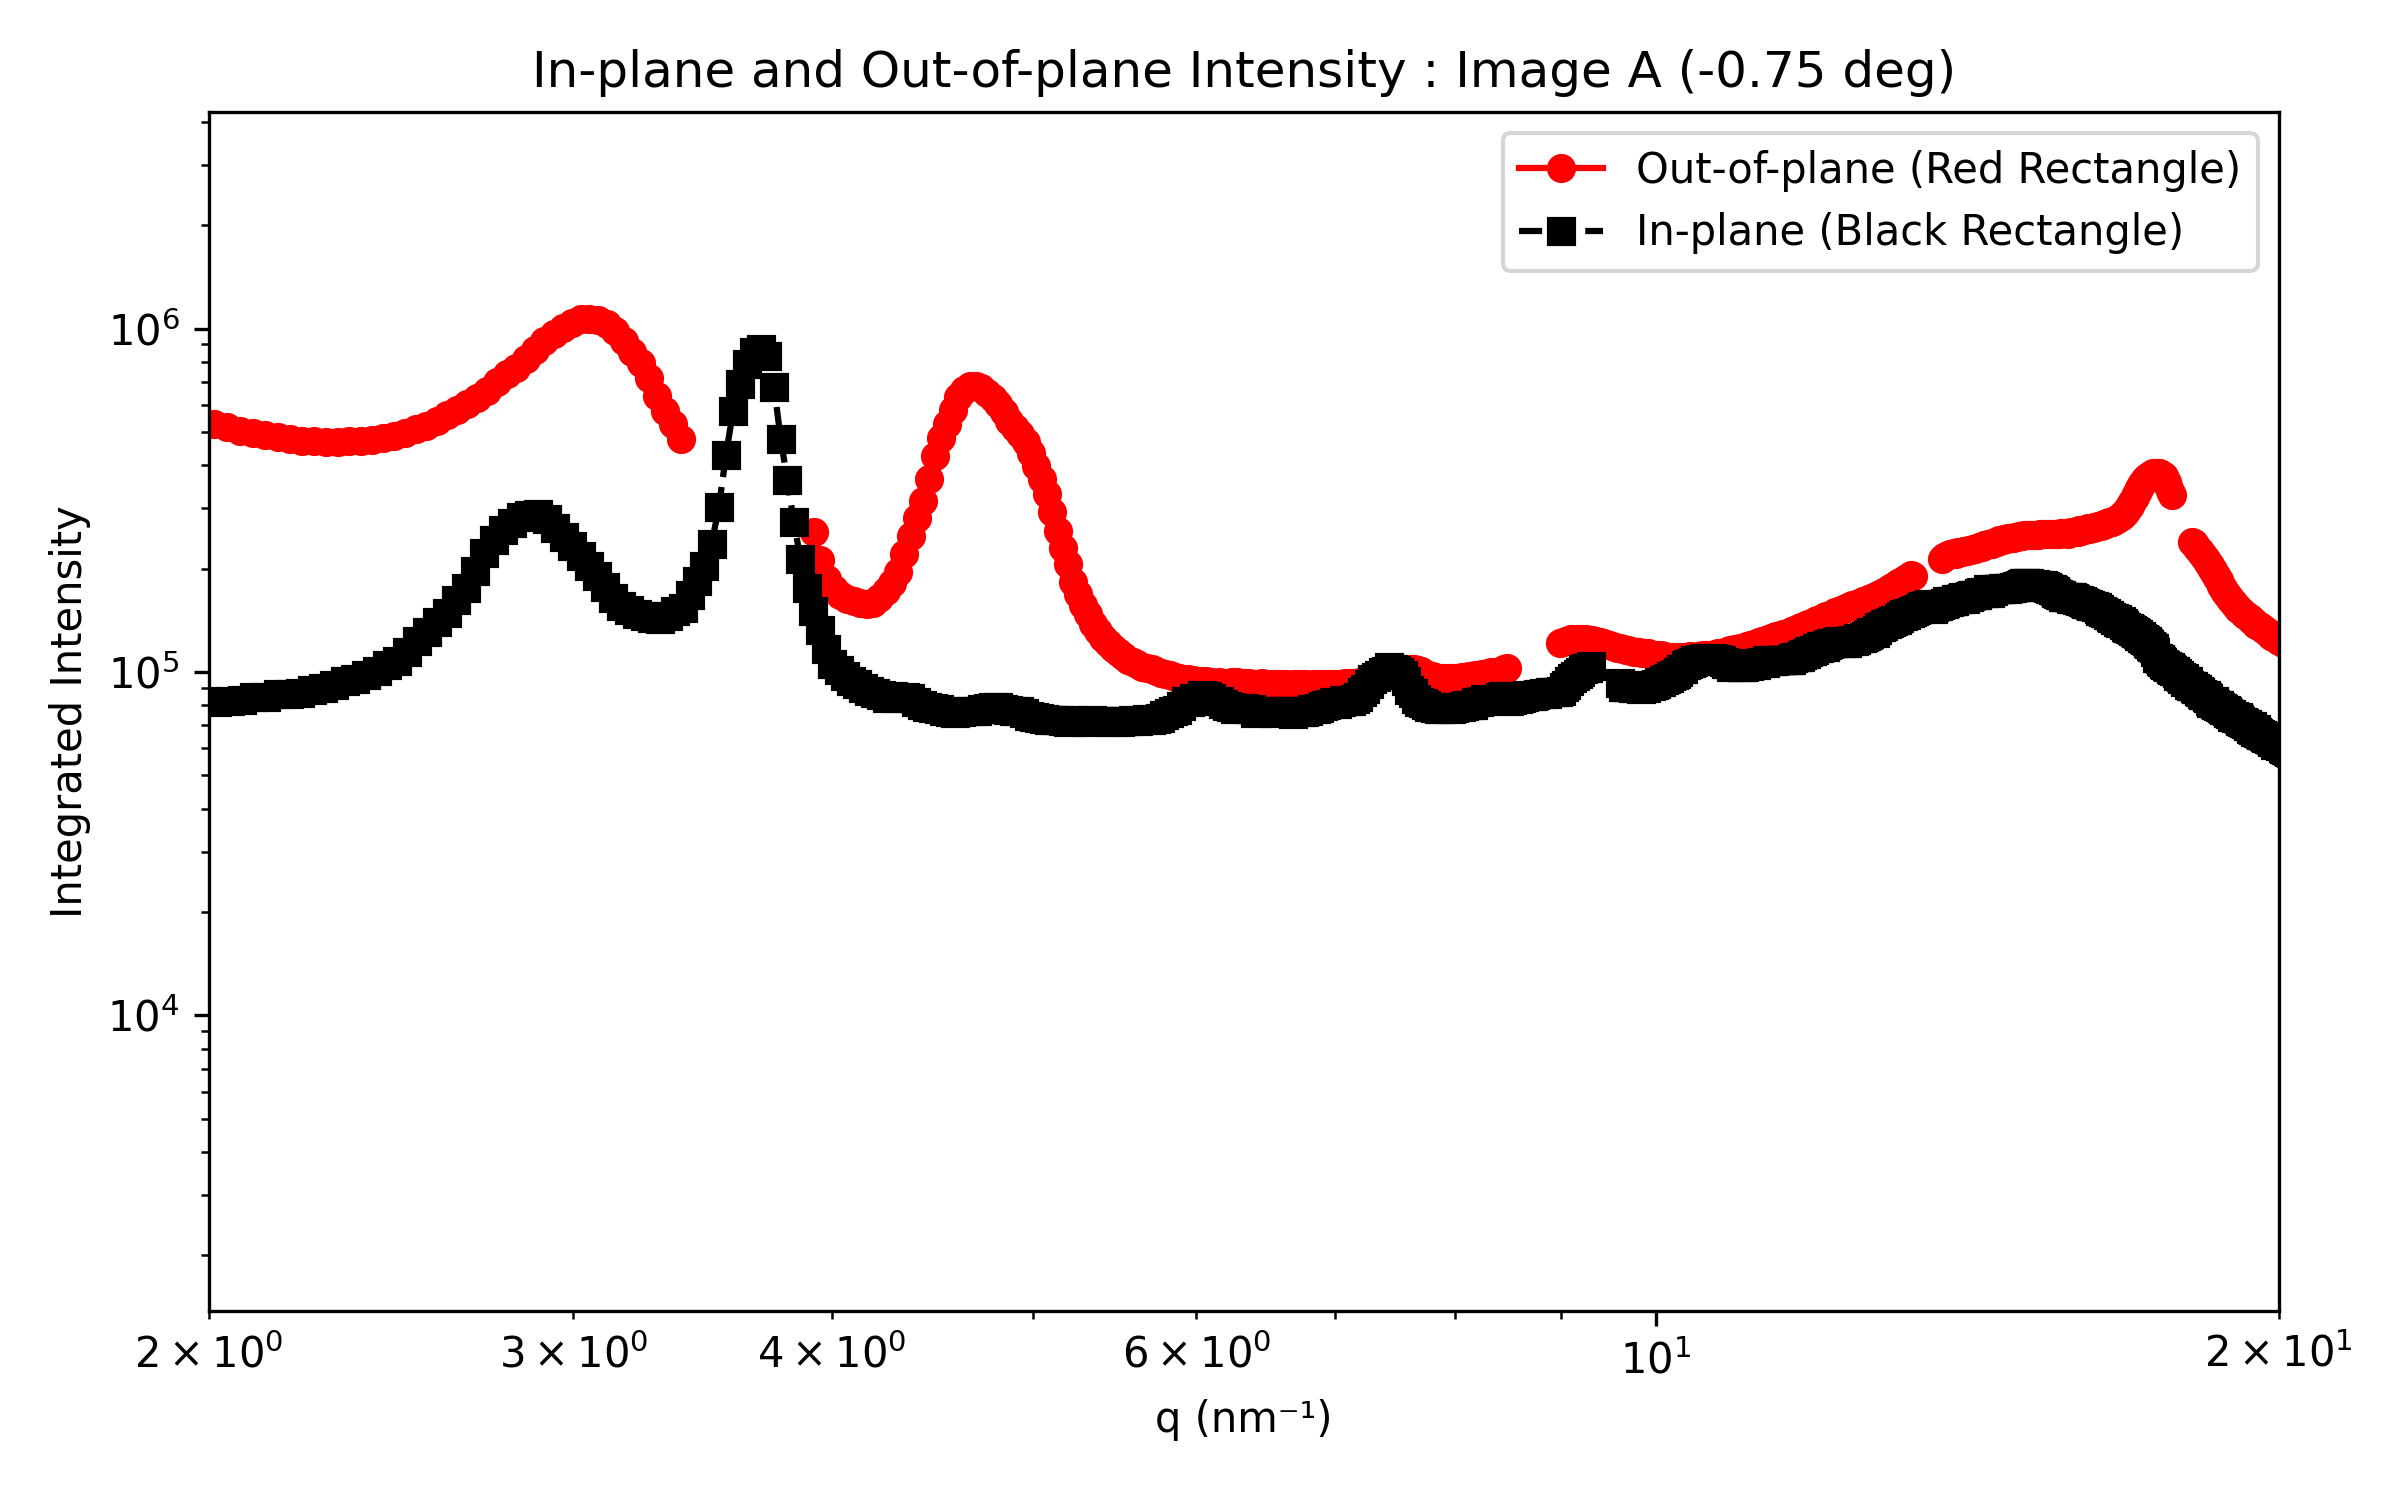 In-plane and Out-of-plane Intensity : Image A (-0.75 deg)
Out-of-plane (Red Rectangle)
In-plane (Black Rectangle)
Integrated Intensity
10⁶
10⁵
10⁴
2 × 10⁰
3 × 10⁰
4 × 10⁰
6 × 10⁰
10¹
2 × 10¹
q (nm⁻¹)